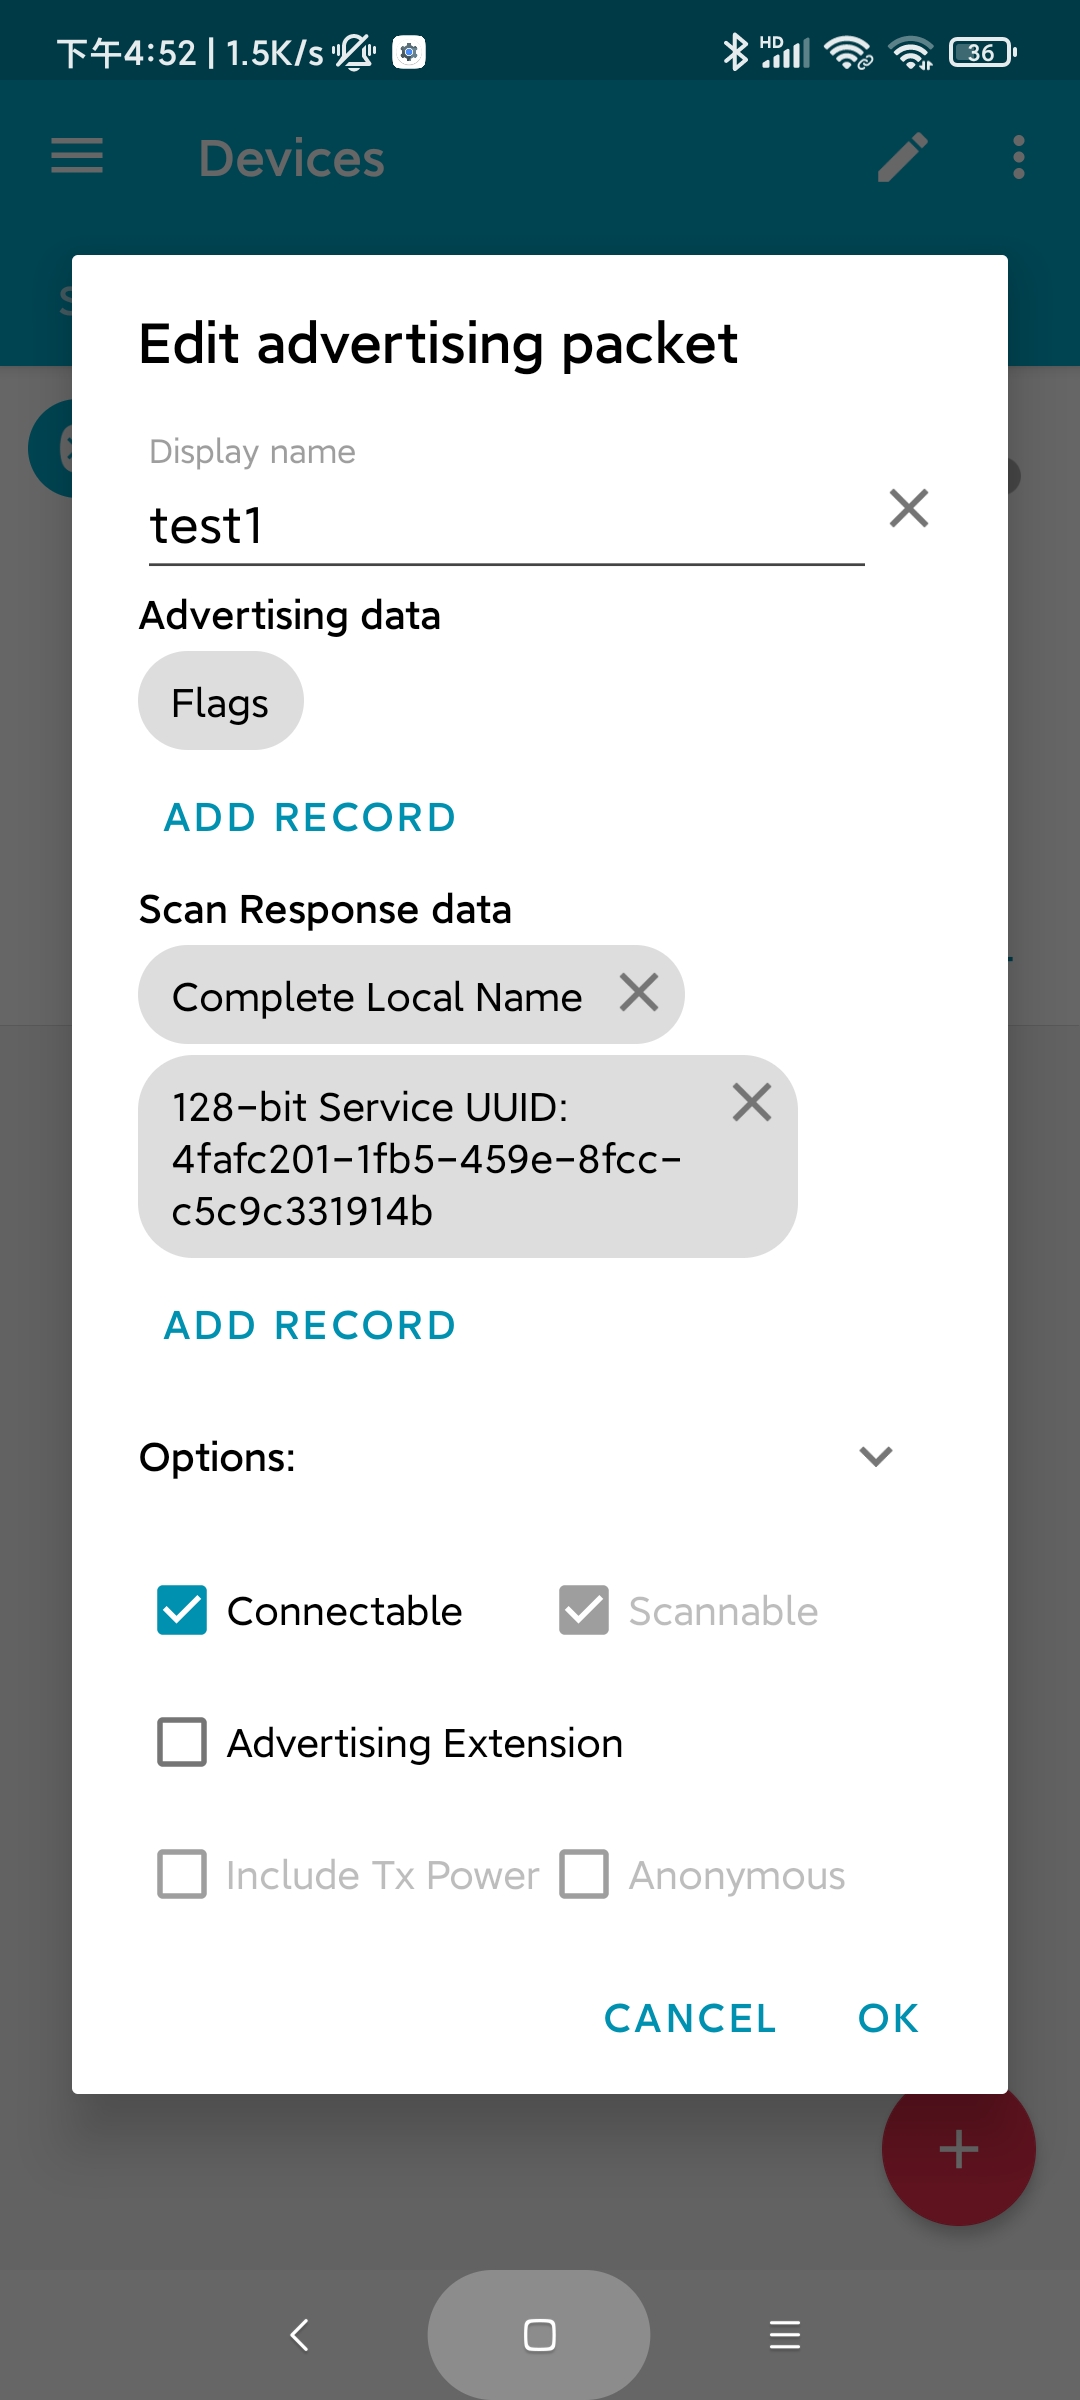 下午4:52 | 1.5K/s
HD
36
Devices
S
Edit advertising packet
Display name
test1
Advertising data
Flags
ADD RECORD
Scan Response data
Complete Local Name
128-bit Service UUID:
4fafc201-1fb5-459e-8fcc-
c5c9c331914b
ADD RECORD
Options:
Connectable
Scannable
Advertising Extension
Include Tx Power
Anonymous
CANCEL
OK